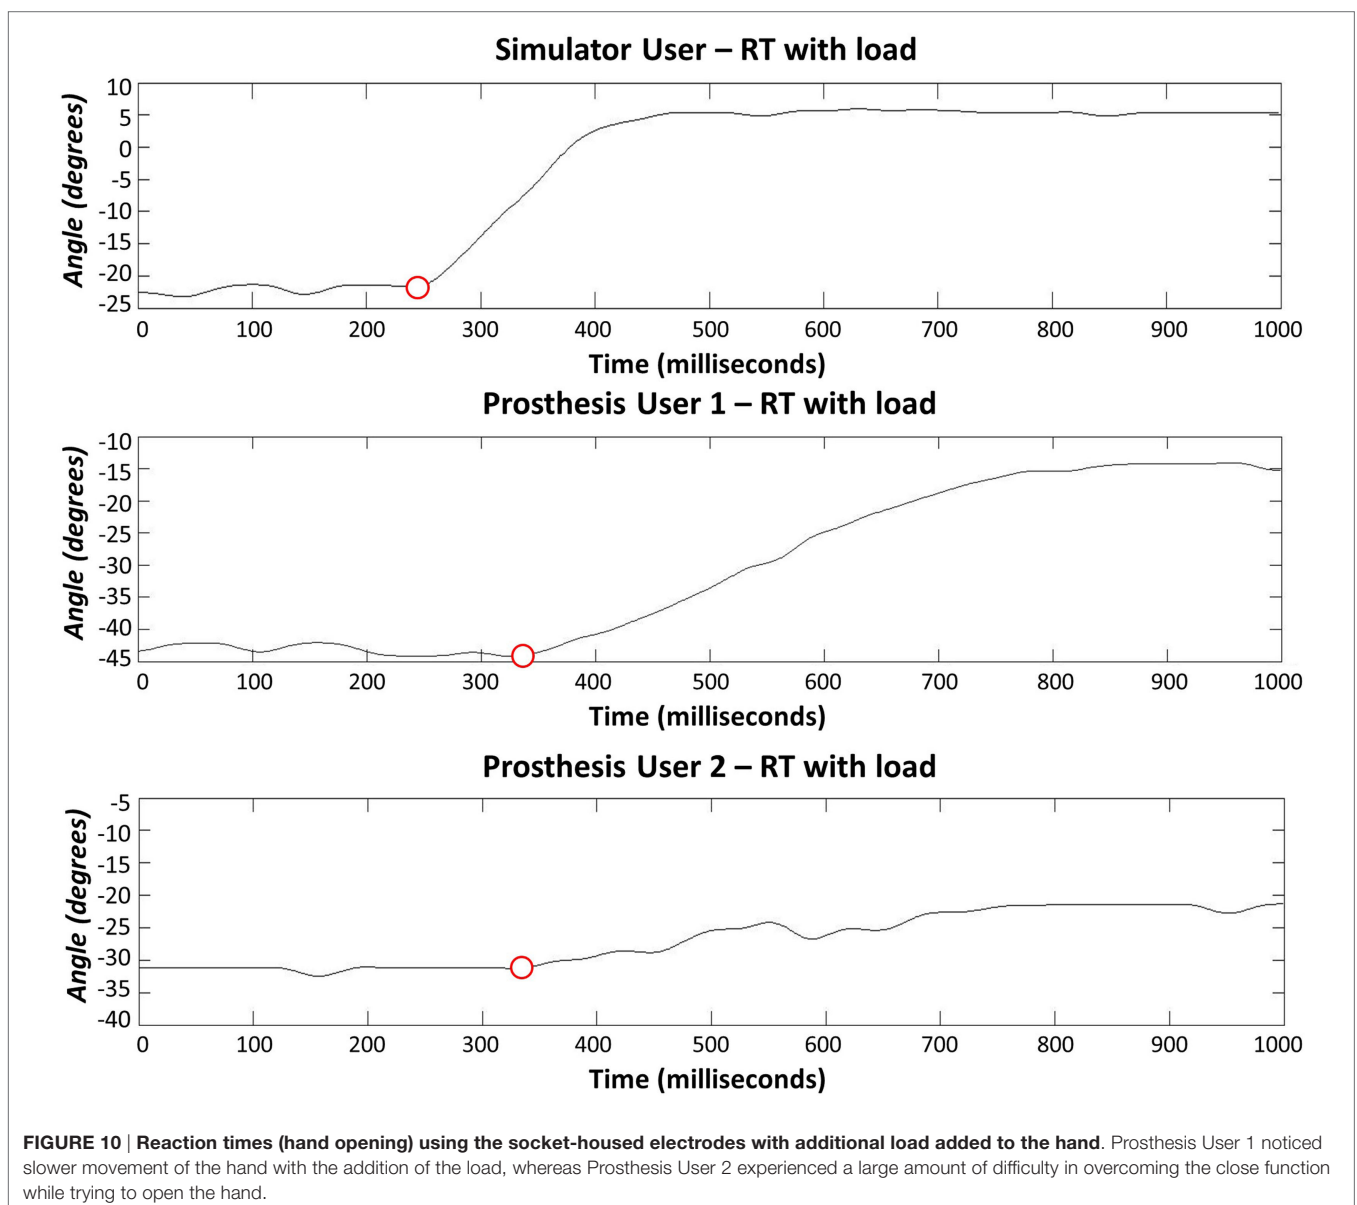 Simulator User – RT with load
Angle (degrees)
10
5
0
-5
-10
-15
-20
-25
0 100 200 300 400 500 600 700 800 900 1000
Time (milliseconds)
Prosthesis User 1 – RT with load
Angle (degrees)
-10
-15
-20
-25
-30
-35
-40
-45
0 100 200 300 400 500 600 700 800 900 1000
Time (milliseconds)
Prosthesis User 2 – RT with load
Angle (degrees)
-5
-10
-15
-20
-25
-30
-35
-40
0 100 200 300 400 500 600 700 800 900 1000
Time (milliseconds)
FIGURE 10 | Reaction times (hand opening) using the socket-housed electrodes with additional load added to the hand. Prosthesis User 1 noticed
slower movement of the hand with the addition of the load, whereas Prosthesis User 2 experienced a large amount of difficulty in overcoming the close function
while trying to open the hand.